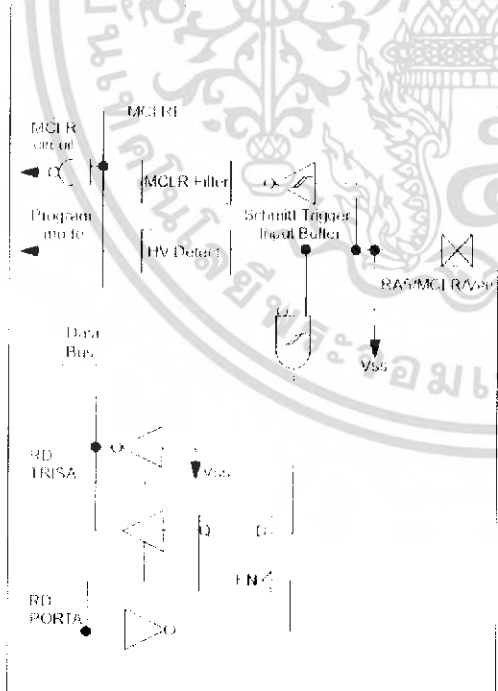 MCLRE
MCLR
circuit
MCLR Filter
Program
mode
HV Detect
Schmitt Trigger
Input Buffer
RA5/MCLR/VPP
VSS
Data
Bus
RD
TRISA
VSS
Q
D
EN
RD
PORTA